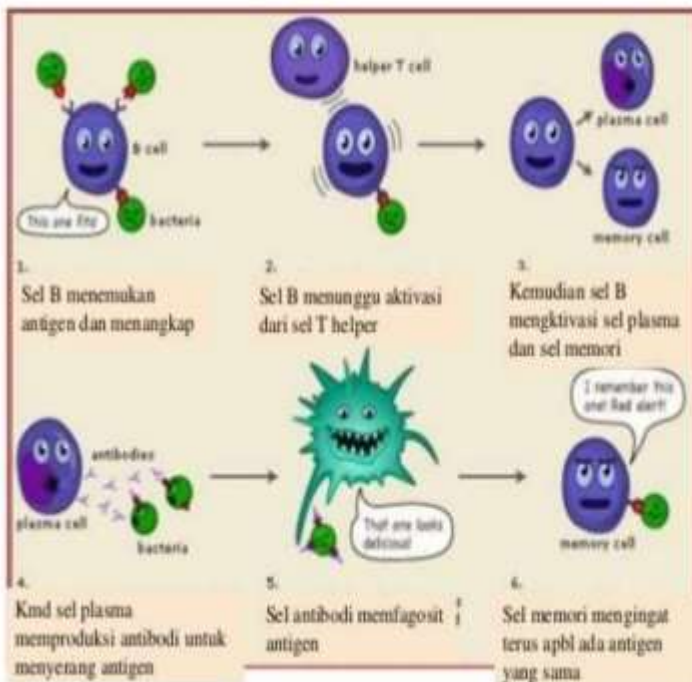 helper T cell
B cell
This one fits!
bacteria
plasma cell
memory cell
1.
Sel B menemukan
antigen dan menangkap
2.
Sel B menunggu aktivasi
dari sel T helper
3.
Kemudian sel B
mengktivasi sel plasma
dan sel memori
antibodies
plasma cell
bacteria
That one looks
delicious!
I remember this
one! Red alert!
memory cell
4.
Kmd sel plasma
memproduksi antibodi untuk
menyerang antigen
5.
Sel antibodi memfagosit
antigen
6.
Sel memori mengingat
terus apbl ada antigen
yang sama